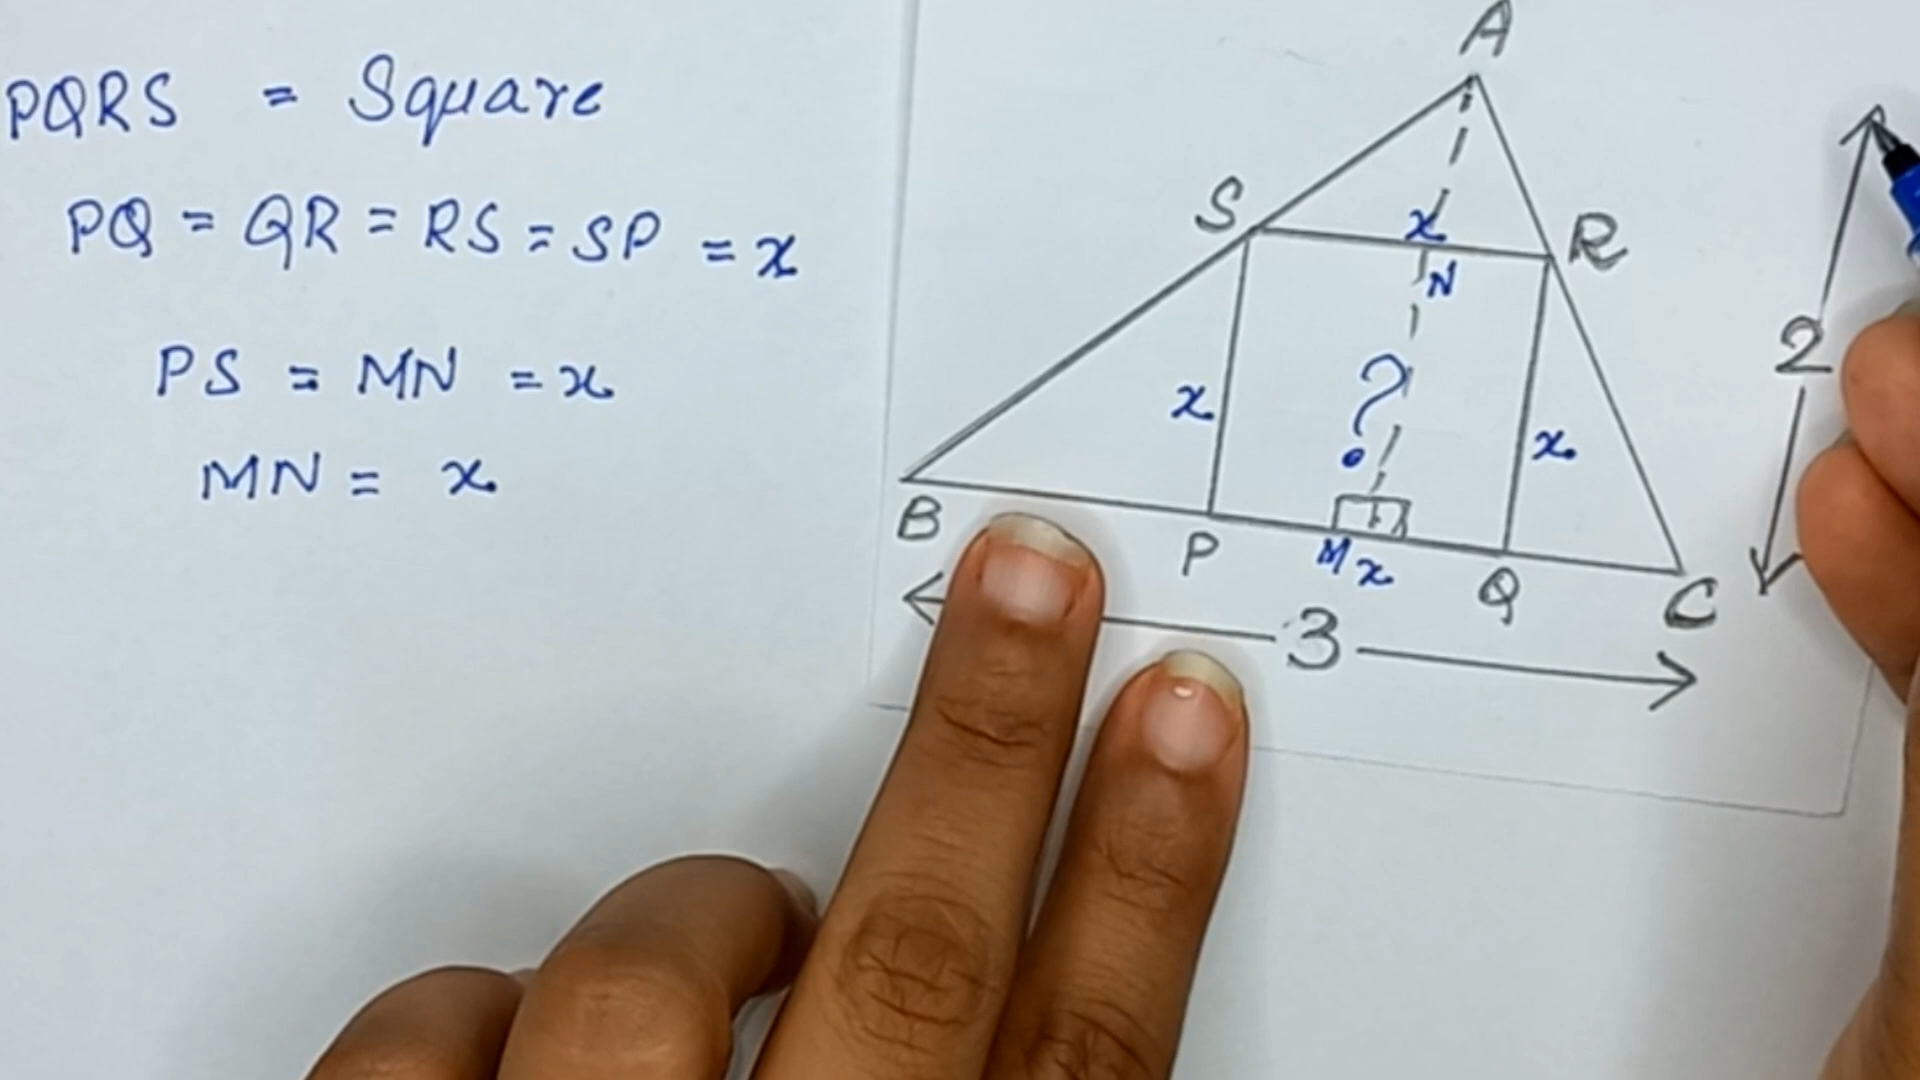 PQRS = Square
PQ = QR = RS = SP = x
PS = MN = x
MN = x
A
S x R
N
2
x ? x
B P M x Q C
3